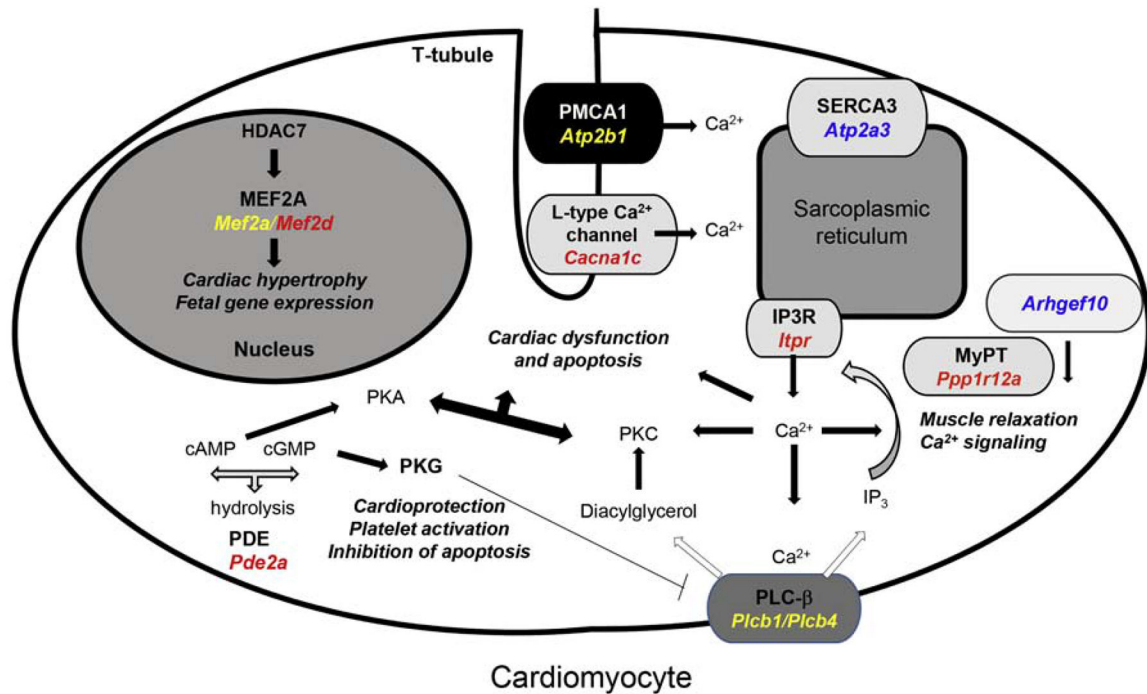 T-tubule
HDAC7
MEF2A
Mef2a/Mef2d
Cardiac hypertrophy
Fetal gene expression
Nucleus
PMCA1
Atp2b1
Ca²⁺
L-type Ca²⁺
channel
Cacna1c
Ca²⁺
SERCA3
Atp2a3
Sarcoplasmic
reticulum
IP3R
Itpr
Arhgef10
MyPT
Ppp1r12a
Muscle relaxation
Ca²⁺ signaling
Cardiac dysfunction
and apoptosis
PKA
PKC
Ca²⁺
cAMP
cGMP
PKG
hydrolysis
PDE
Pde2a
Cardioprotection
Platelet activation
Inhibition of apoptosis
Diacylglycerol
IP₃
Ca²⁺
PLC-β
Plcb1/Plcb4
Cardiomyocyte